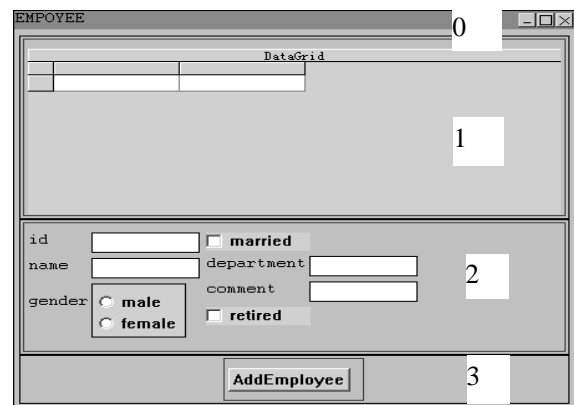 EMPOYEE 0
DataGrid
1
id married
name department
2
gender male comment
female retired
AddEmployee 3